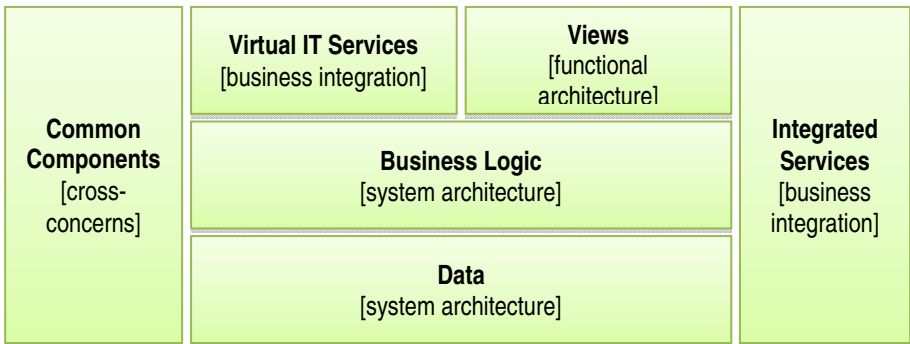 Common
Components
[cross-
concerns]
Virtual IT Services
[business integration]
Views
[functional
architecture]
Business Logic
[system architecture]
Data
[system architecture]
Integrated
Services
[business
integration]